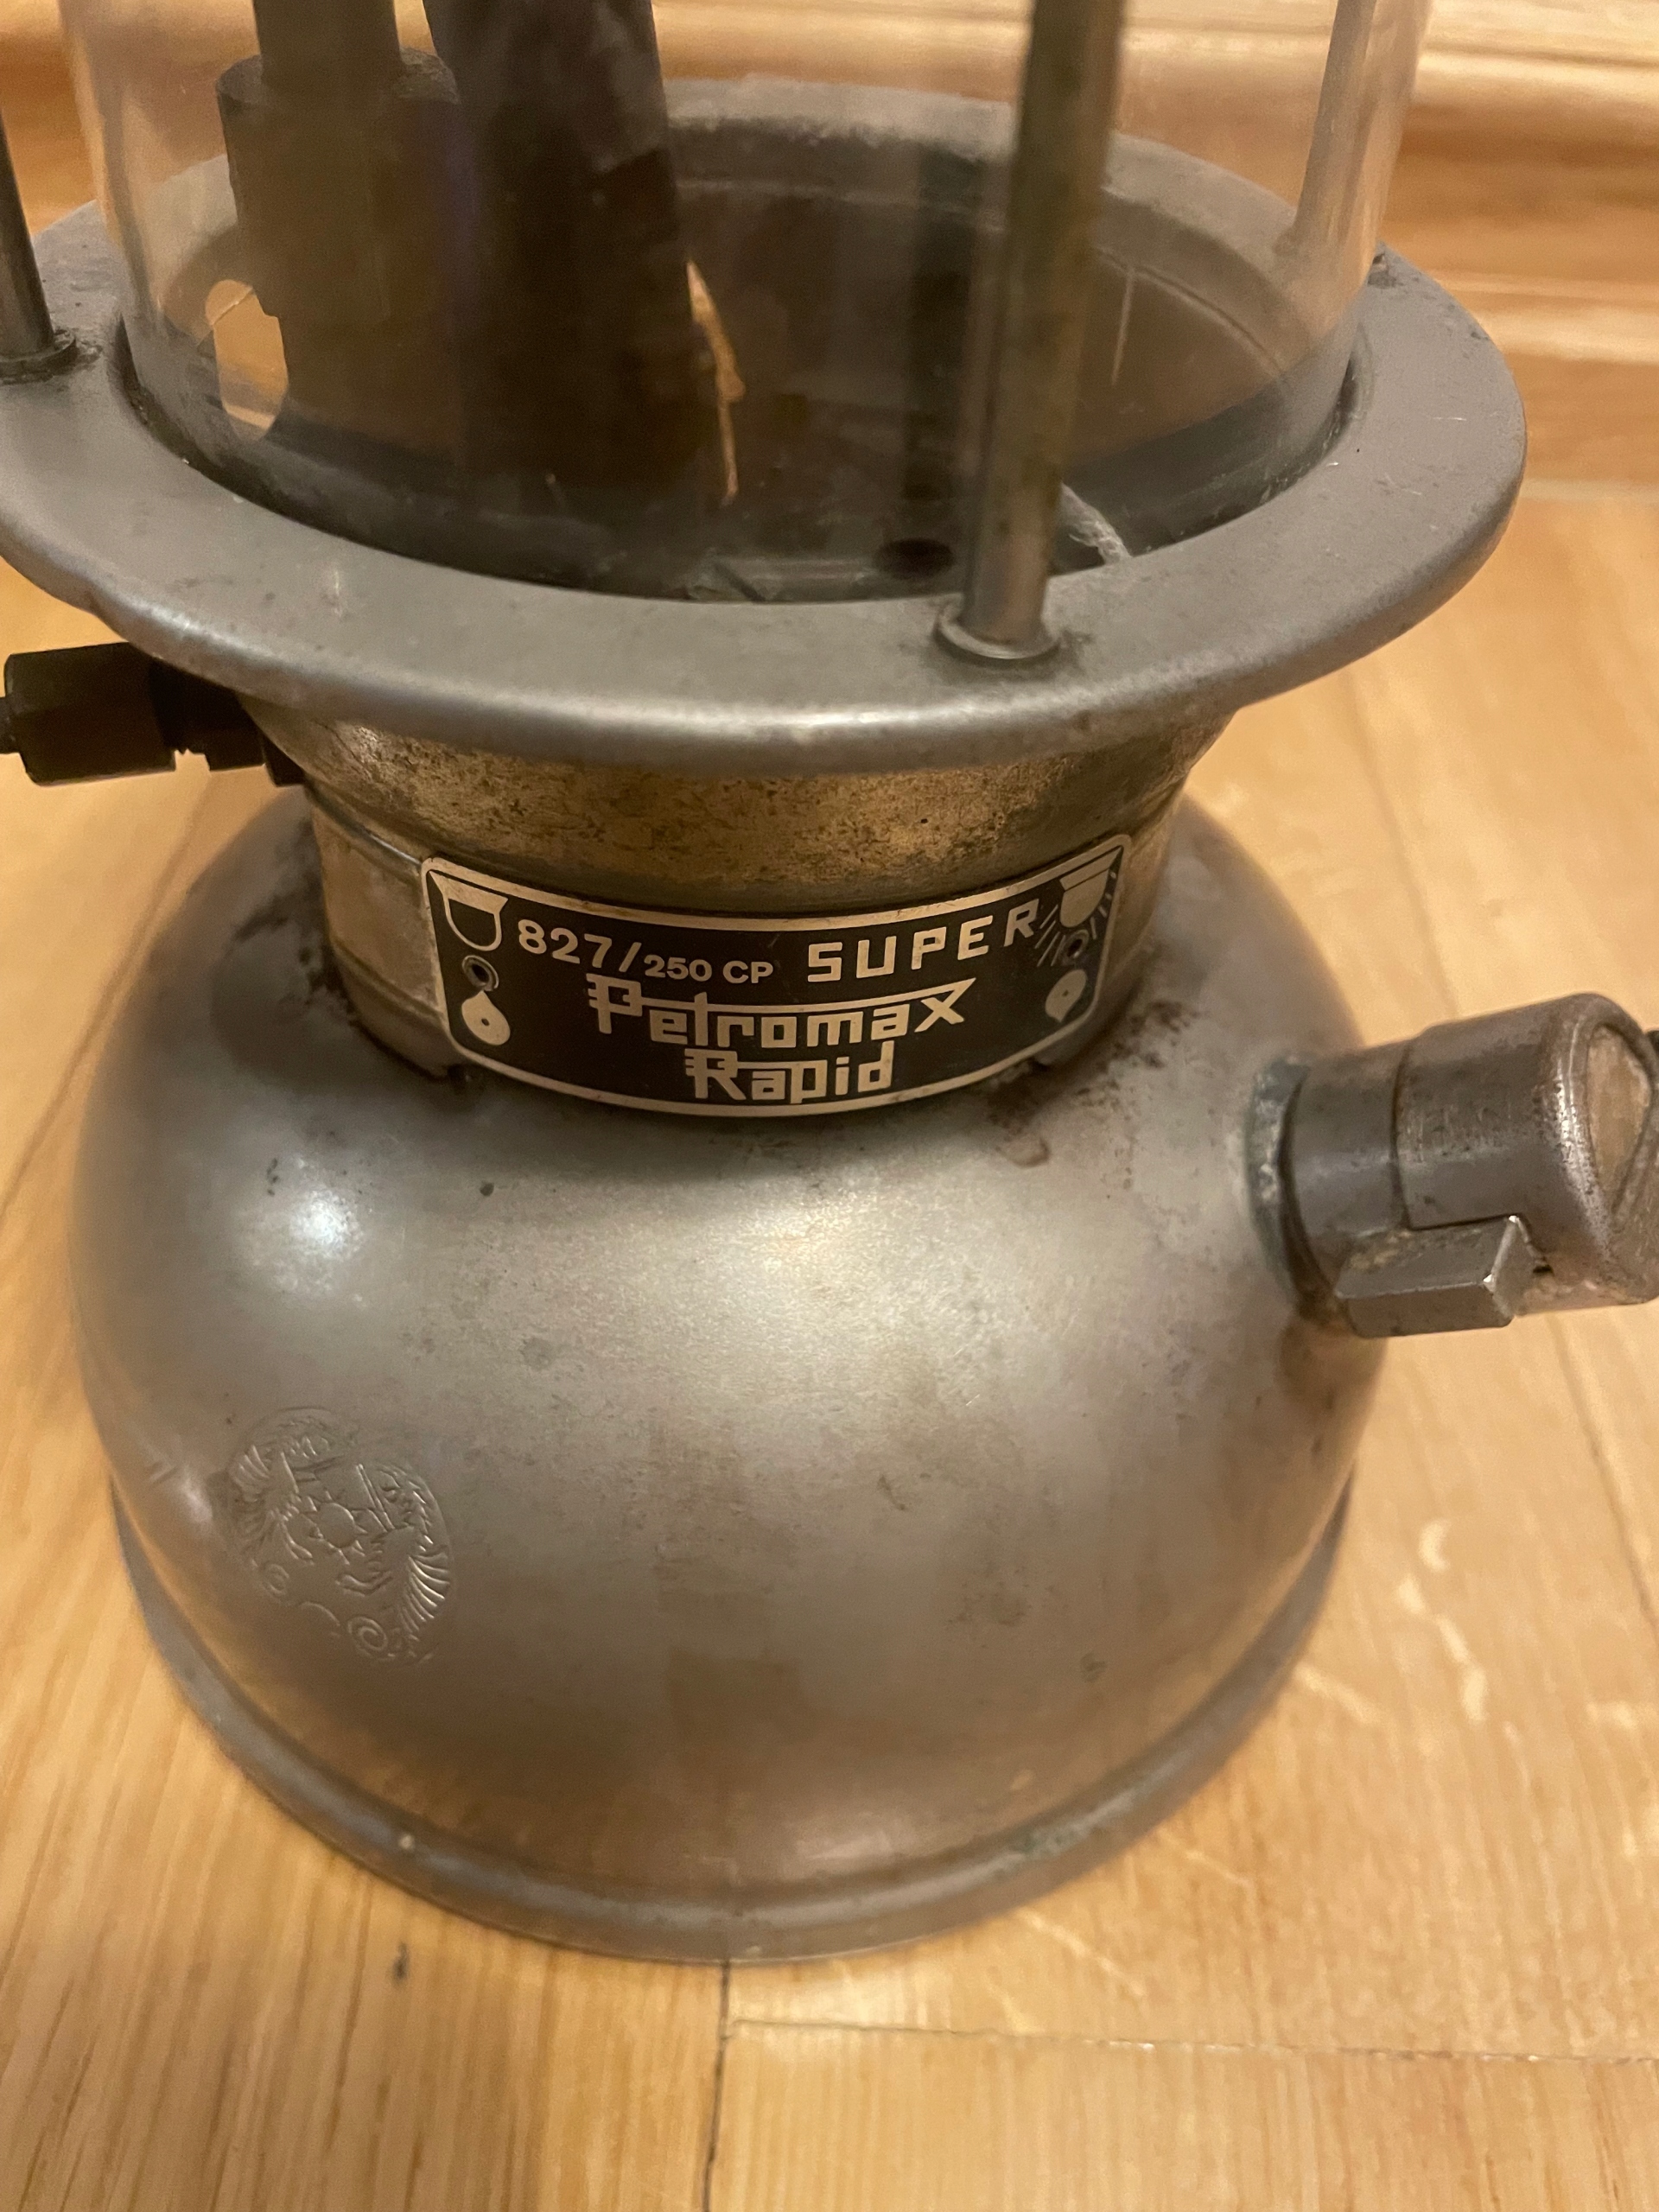 827/250 CP SUPER
Petromax
Rapid